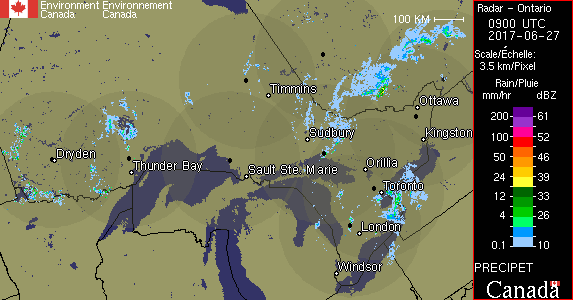 Environment Environnement
Canada Canada
100 KM
Timmins
Ottawa
Sudbury
Kingston
Dryden
Thunder Bay
Sault Ste. Marie
Orillia
Toronto
London
Windsor
Radar - Ontario
0900 UTC
2017-06-27
Scale/Échelle:
3.5 km/Pixel
Rain/Pluie
mm/hr dBZ
200 61
100 52
50 46
24 39
12 33
4 26
0.1 10
PRECIPET
Canada